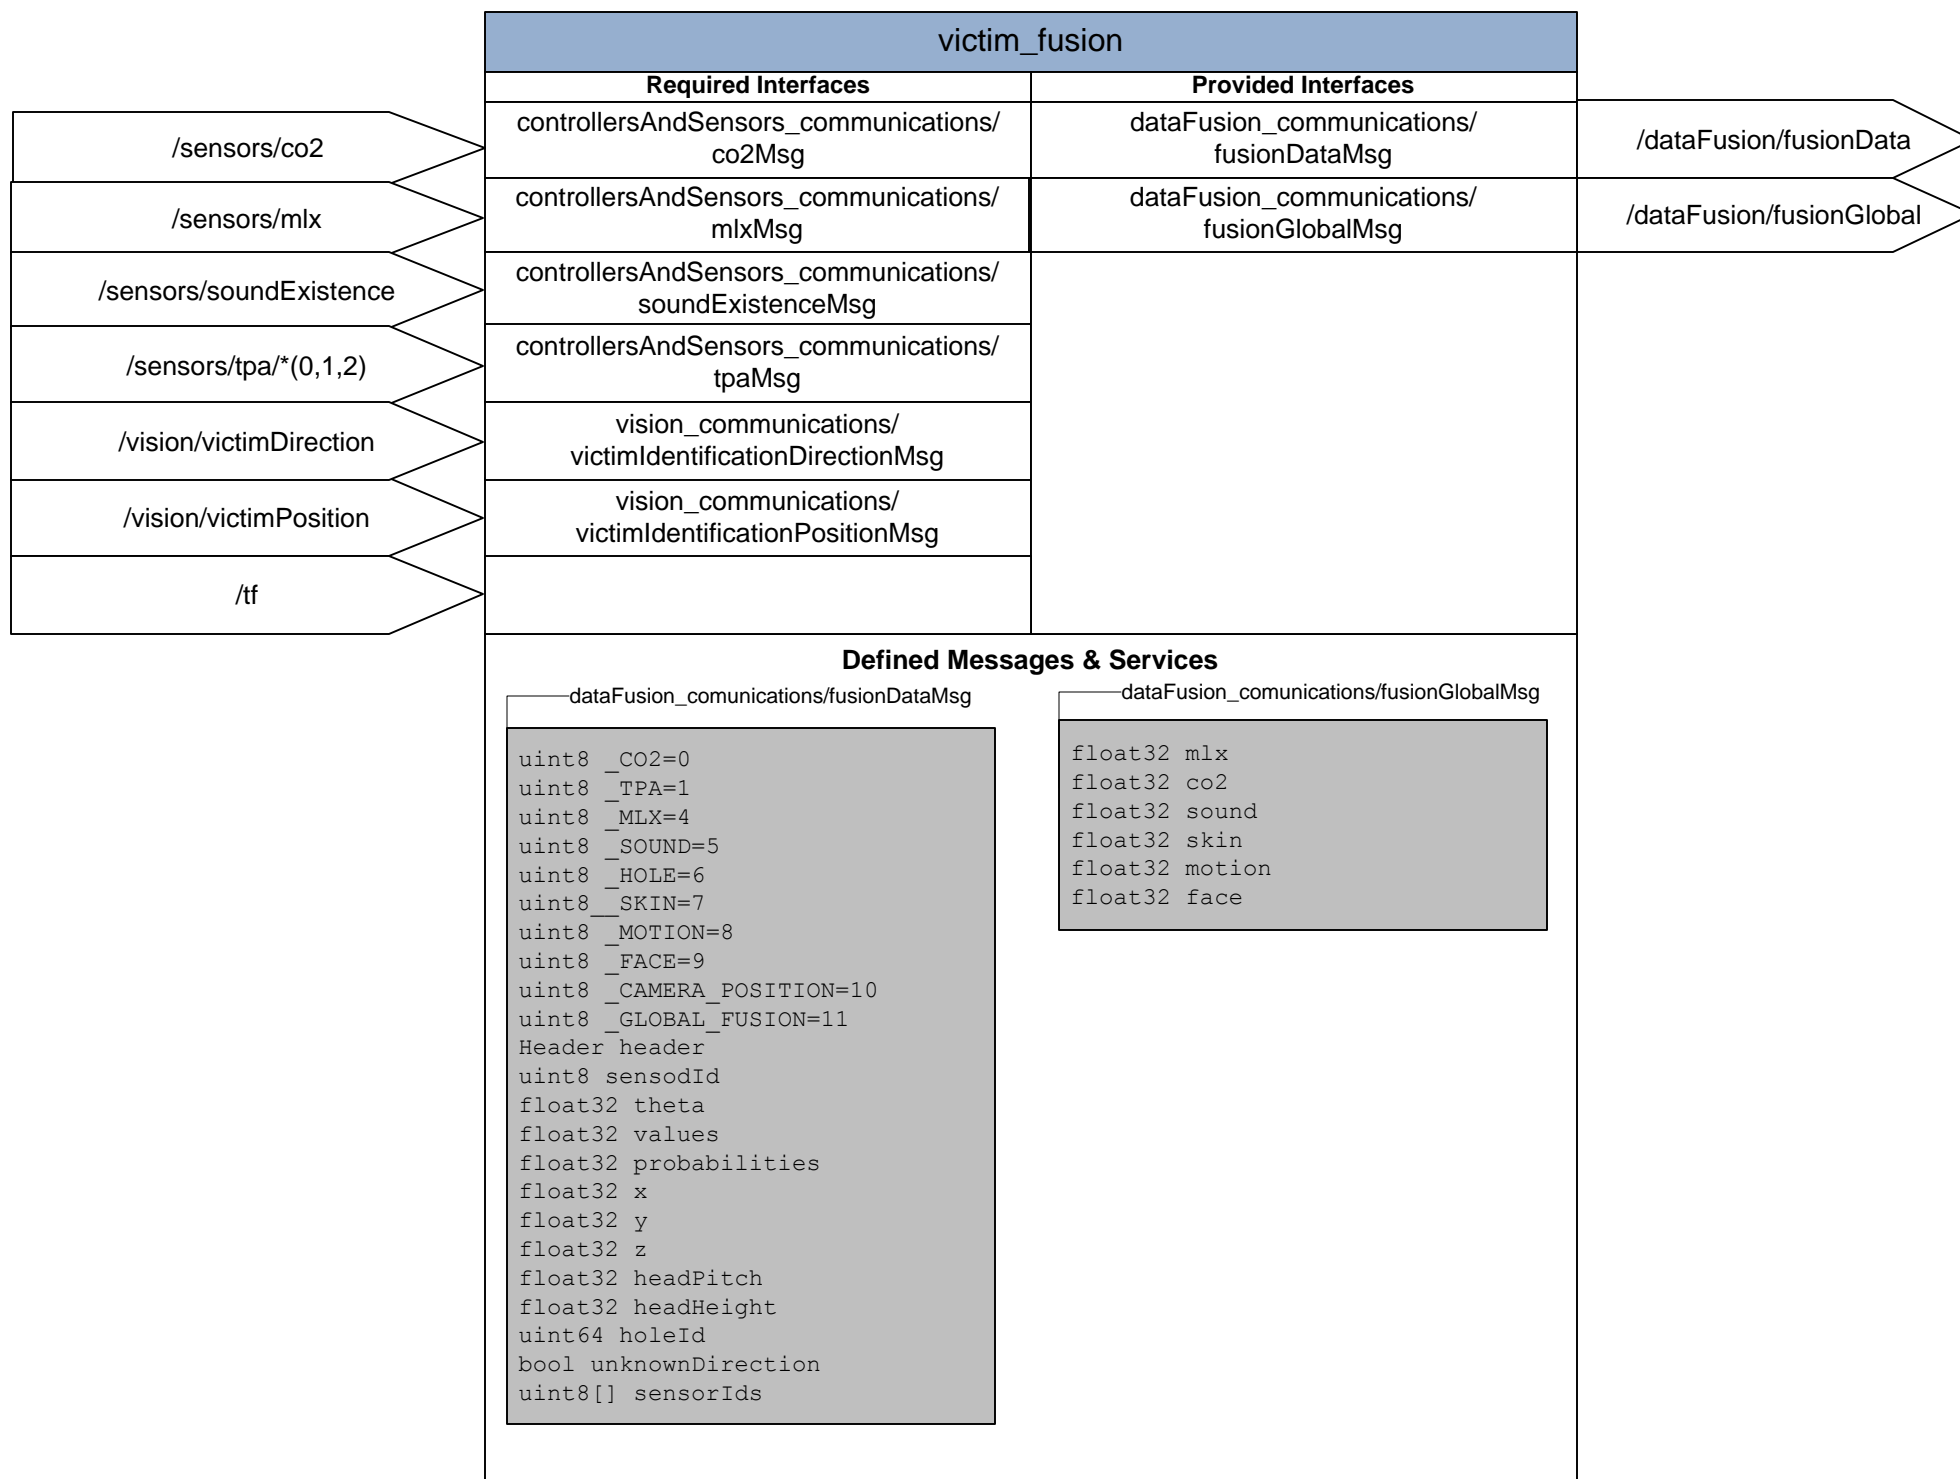 victim_fusion
Required Interfaces
Provided Interfaces
/sensors/co2
controllersAndSensors_communications/
co2Msg
dataFusion_communications/
fusionDataMsg
/dataFusion/fusionData
/sensors/mlx
controllersAndSensors_communications/
mlxMsg
dataFusion_communications/
fusionGlobalMsg
/dataFusion/fusionGlobal
/sensors/soundExistence
controllersAndSensors_communications/
soundExistenceMsg
/sensors/tpa/*(0,1,2)
controllersAndSensors_communications/
tpaMsg
/vision/victimDirection
vision_communications/
victimIdentificationDirectionMsg
/vision/victimPosition
vision_communications/
victimIdentificationPositionMsg
/tf
Defined Messages & Services
dataFusion_comunications/fusionDataMsg
uint8 _CO2=0
uint8 _TPA=1
uint8 _MLX=4
uint8 _SOUND=5
uint8 _HOLE=6
uint8__SKIN=7
uint8 _MOTION=8
uint8 _FACE=9
uint8 _CAMERA_POSITION=10
uint8 _GLOBAL_FUSION=11
Header header
uint8 sensodId
float32 theta
float32 values
float32 probabilities
float32 x
float32 y
float32 z
float32 headPitch
float32 headHeight
uint64 holeId
bool unknownDirection
uint8[] sensorIds
dataFusion_comunications/fusionGlobalMsg
float32 mlx
float32 co2
float32 sound
float32 skin
float32 motion
float32 face